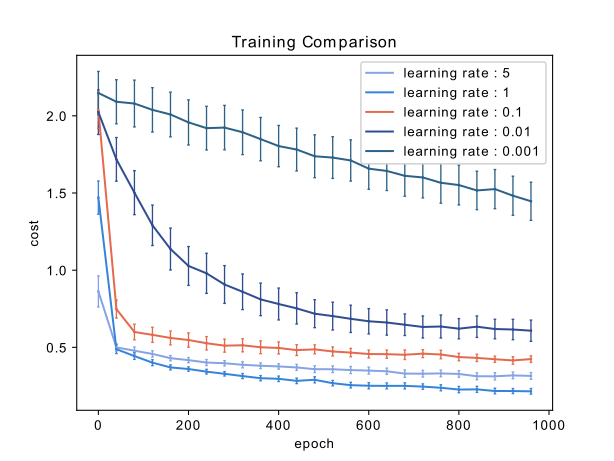 Training Comparison
learning rate : 5
learning rate : 1
learning rate : 0.1
learning rate : 0.01
learning rate : 0.001
cost
2.0
1.5
1.0
0.5
0
200
400
600
800
1000
epoch